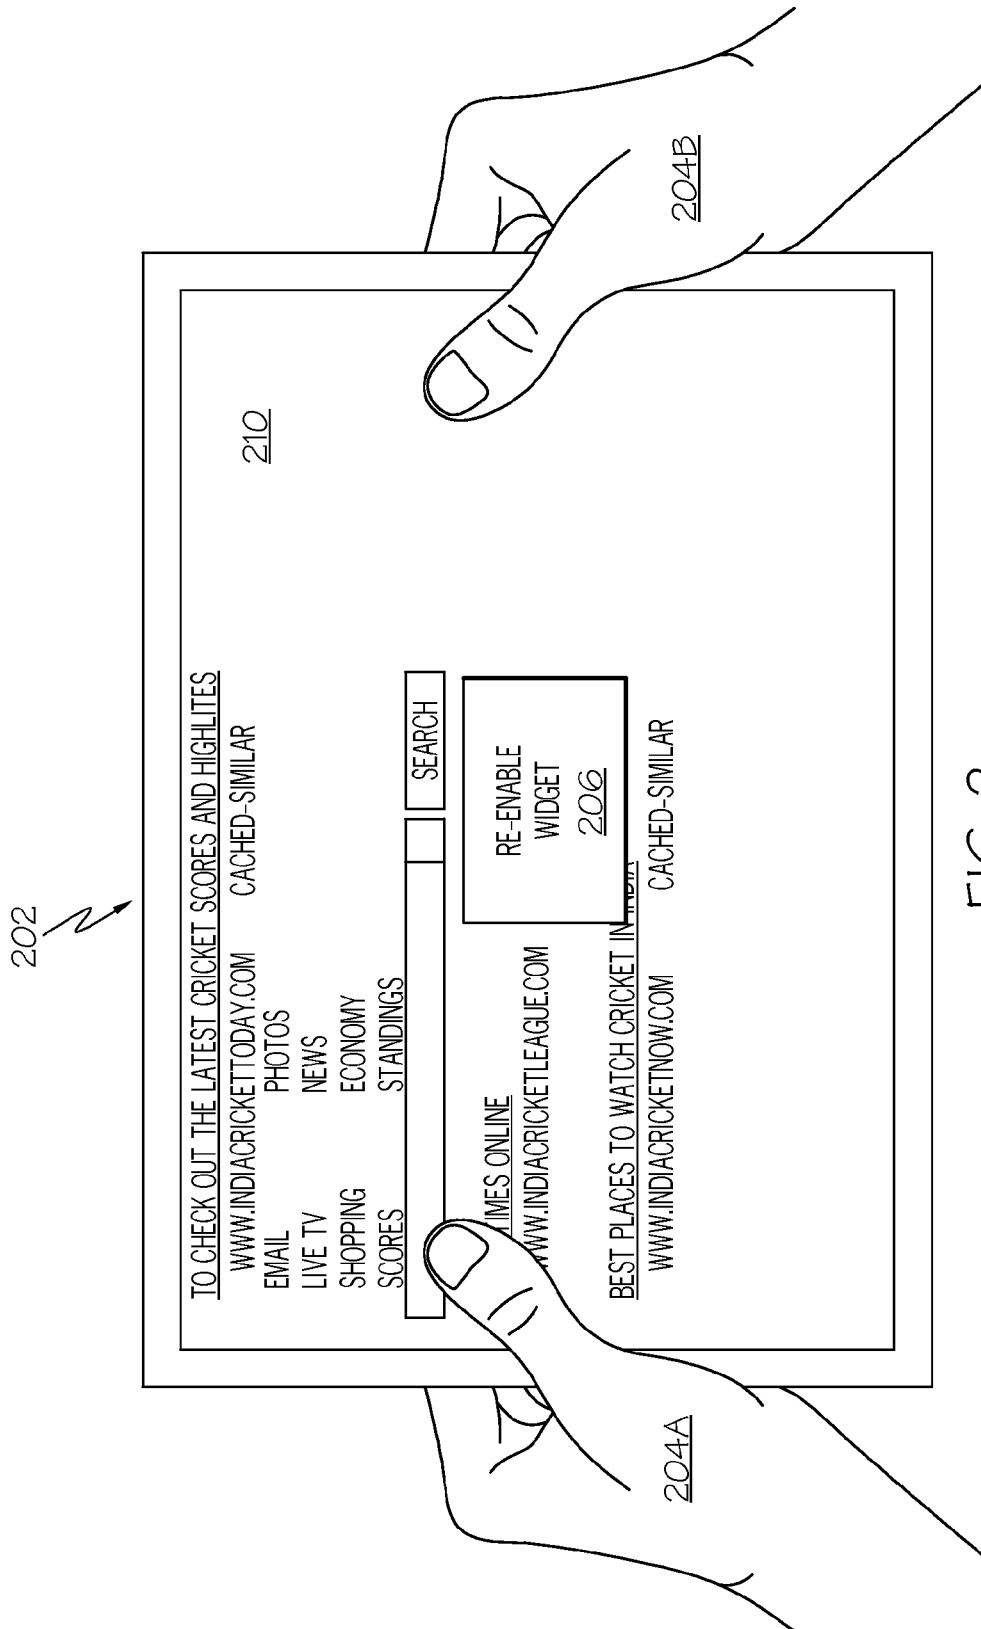 202
TO CHECK OUT THE LATEST CRICKET SCORES AND HIGHLITES
WWW.INDIACRICKETTODAY.COM CACHED-SIMILAR
210
EMAIL PHOTOS
LIVE TV NEWS
SHOPPING ECONOMY
SCORES STANDINGS
SEARCH
TIMES ONLINE
WWW.INDIACRICKETLEAGUE.COM
RE-ENABLE
WIDGET
206
BEST PLACES TO WATCH CRICKET IN INDIA
WWW.INDIACRICKETNOW.COM CACHED-SIMILAR
204A
204B